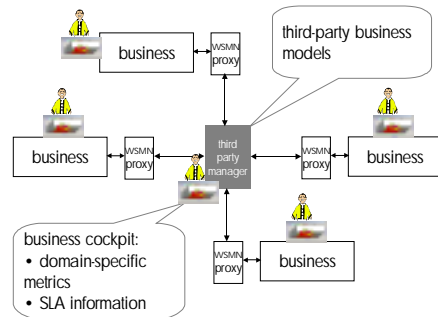 business
WSMN
proxy
third-party business
models
business
WSMN
proxy
third
party
manager
WSMN
proxy
business
business cockpit:
• domain-specific
metrics
• SLA information
WSMN
proxy
business